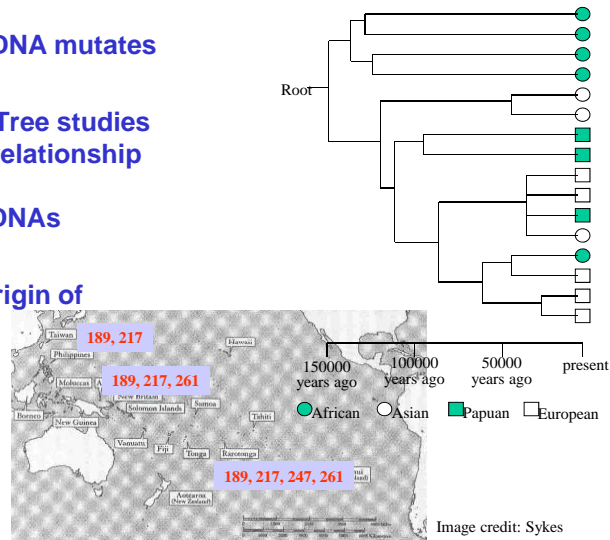 DNA mutates
Tree studies
elationship
DNAs
rigin of
Root
150000
years ago
100000
years ago
50000
years ago
present
African
Asian
Papuan
European
Taiwan
189, 217
Hawaii
Philippines
Moluccas
189, 217, 261
New Britain
Solomon Islands
Samoa
Borneo
New Guinea
Tahiti
Vanuatu
Fiji
Tonga
Rarotonga
189, 217, 247, 261
Aotearoa
(New Zealand)
Image credit: Sykes